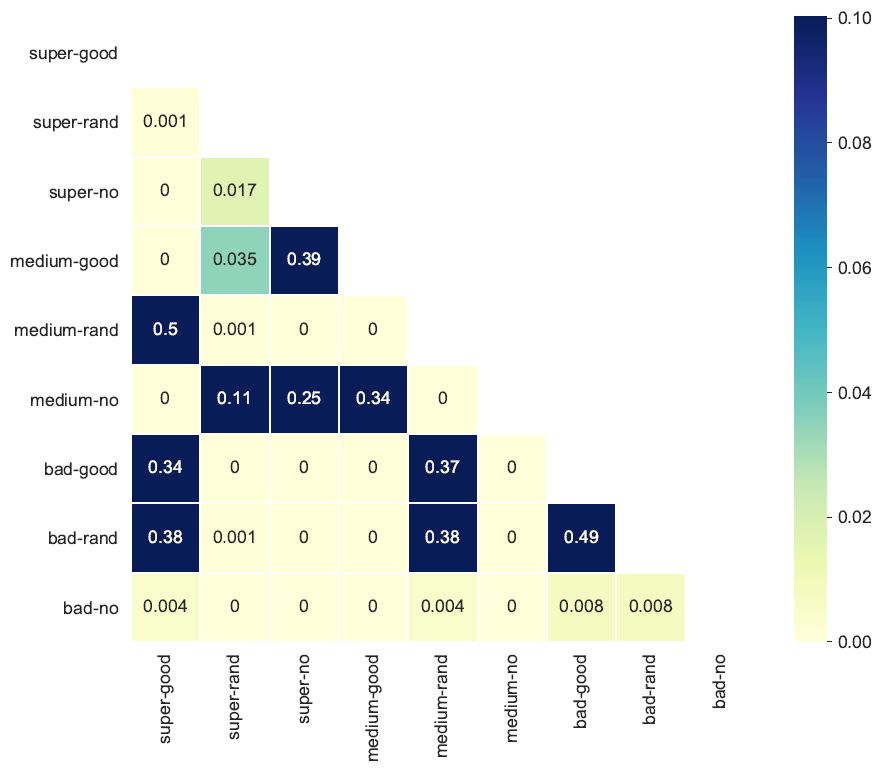 super-good
super-rand 0.001
super-no 0 0.017
medium-good 0 0.035 0.39
medium-rand 0.5 0.001 0 0
medium-no 0 0.11 0.25 0.34 0
bad-good 0.34 0 0 0 0.37 0
bad-rand 0.38 0.001 0 0 0.38 0 0.49
bad-no 0.004 0 0 0 0.004 0 0.008 0.008
super-good
super-rand
super-no
medium-good
medium-rand
medium-no
bad-good
bad-rand
bad-no
0.10
0.08
0.06
0.04
0.02
0.00